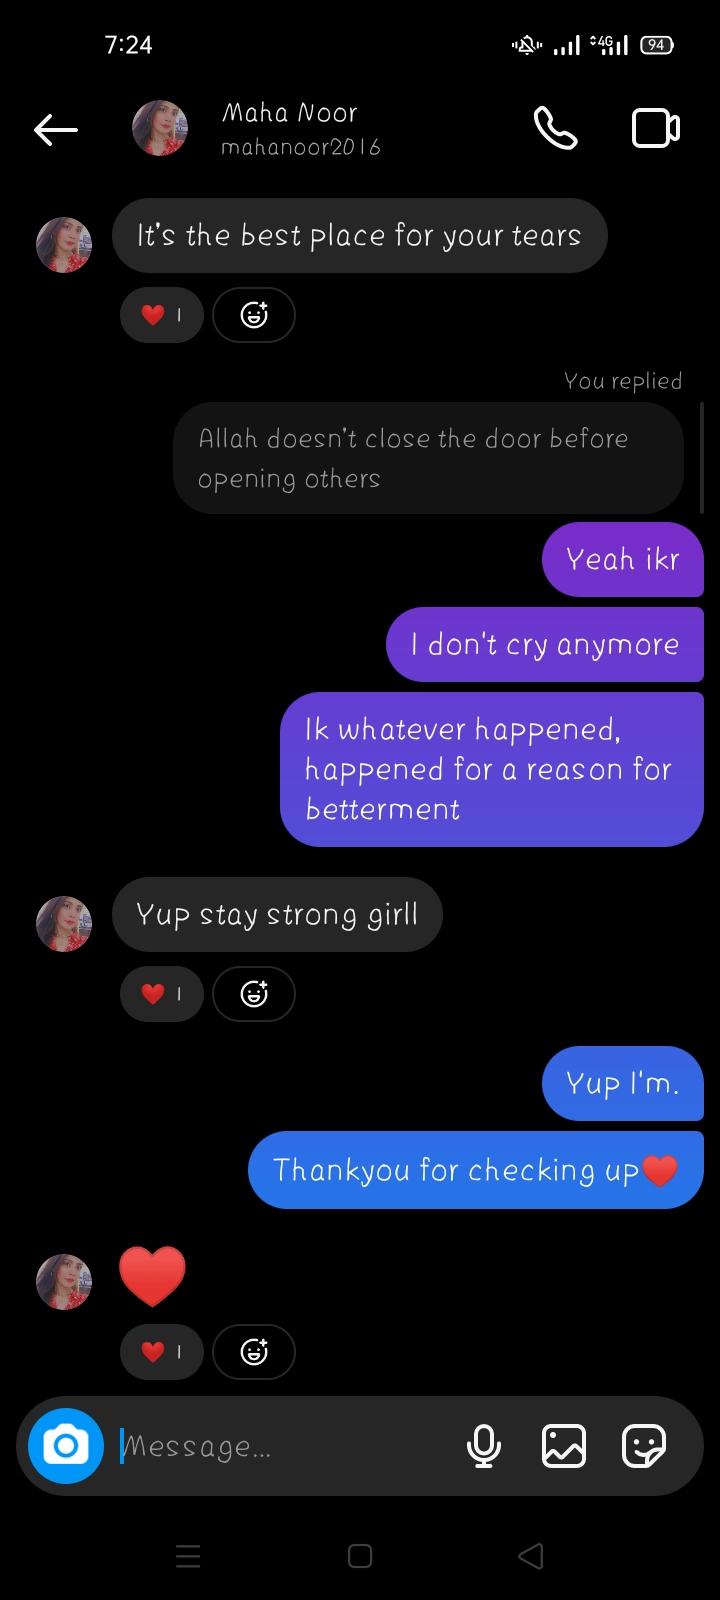 7:24
4G
94
Maha Noor
mahanoor2016
It's the best place for your tears
1
You replied
Allah doesn't close the door before
opening others
Yeah ikr
I don't cry anymore
Ik whatever happened,
happened for a reason for
betterment
Yup stay strong girll
1
Yup I'm.
Thankyou for checking up❤️
❤️
1
Message...